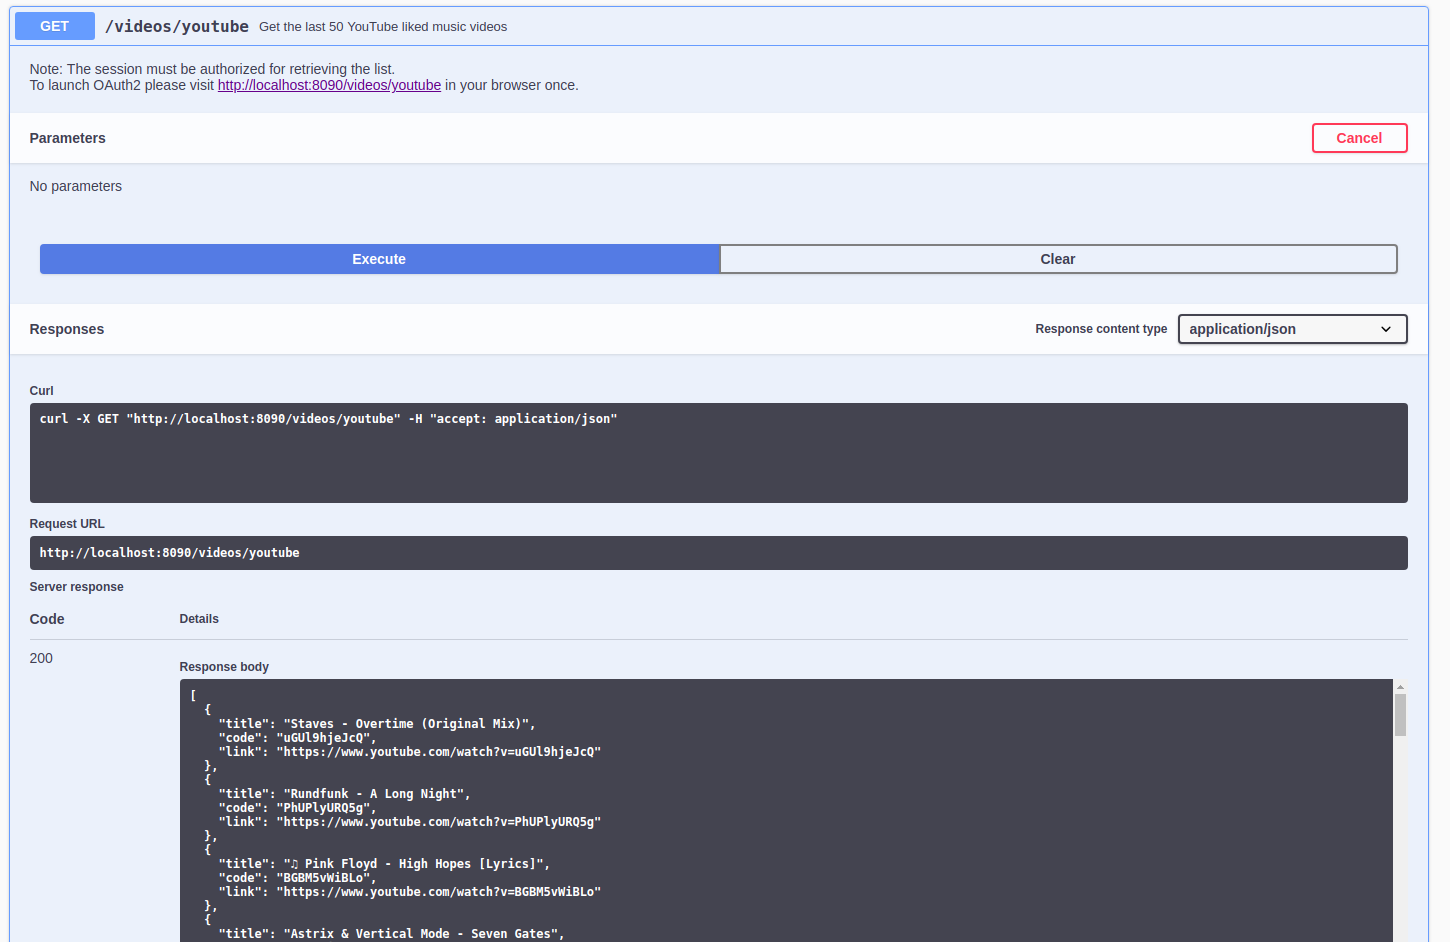 GET /videos/youtube Get the last 50 YouTube liked music videos
Note: The session must be authorized for retrieving the list.
To launch OAuth2 please visit http://localhost:8090/videos/youtube in your browser once.
Parameters Cancel
No parameters
Execute Clear
Responses Response content type application/json
Curl
curl -X GET "http://localhost:8090/videos/youtube" -H "accept: application/json"
Request URL
http://localhost:8090/videos/youtube
Server response
Code Details
200
Response body
[
{
"title": "Staves - Overtime (Original Mix)",
"code": "uGUl9hjeJcQ",
"link": "https://www.youtube.com/watch?v=uGUl9hjeJcQ"
},
{
"title": "Rundfunk - A Long Night",
"code": "PhUPlyURQ5g",
"link": "https://www.youtube.com/watch?v=PhUPlyURQ5g"
},
{
"title": "♫ Pink Floyd - High Hopes [Lyrics]",
"code": "BGBM5vWiBLo",
"link": "https://www.youtube.com/watch?v=BGBM5vWiBLo"
},
{
"title": "Astrix & Vertical Mode - Seven Gates",